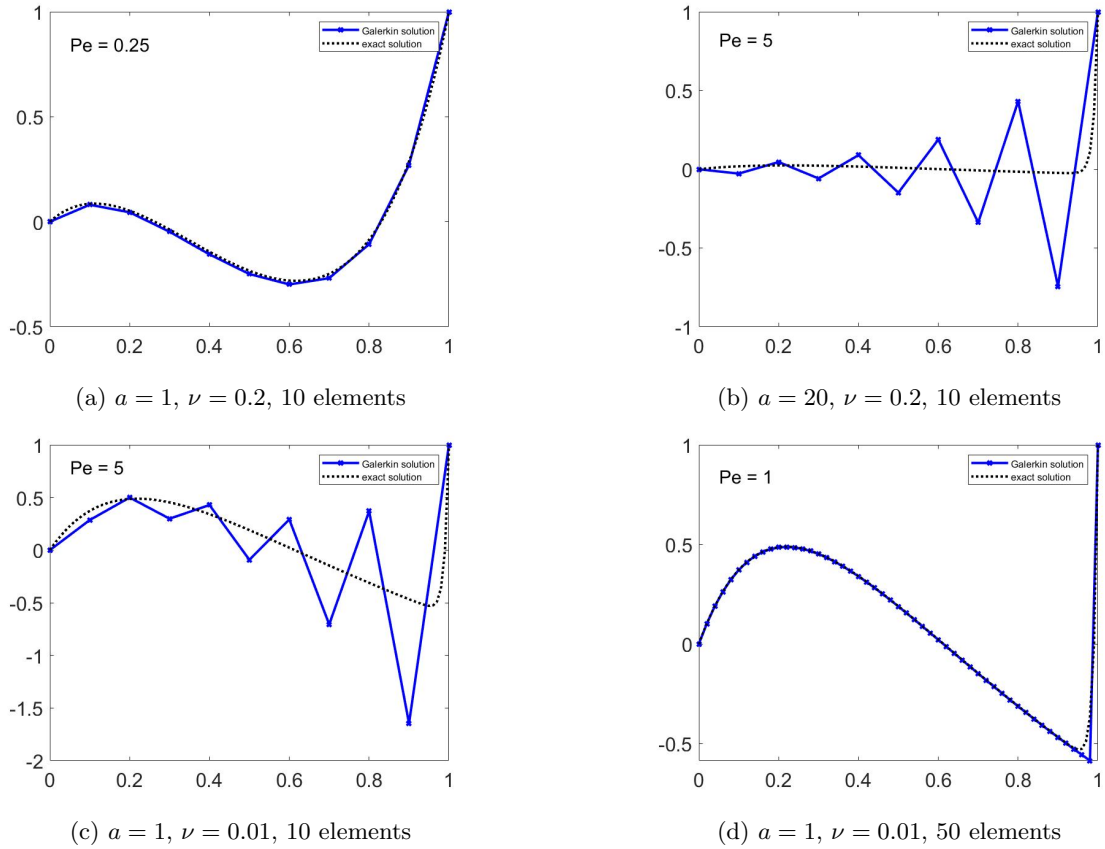 1
0.5
0
-0.5
0 0.2 0.4 0.6 0.8 1
Pe = 0.25
Galerkin solution
exact solution
(a) a = 1, ν = 0.2, 10 elements
1
0.5
0
-0.5
-1
0 0.2 0.4 0.6 0.8 1
Pe = 5
Galerkin solution
exact solution
(b) a = 20, ν = 0.2, 10 elements
1
0.5
0
-0.5
-1
-1.5
-2
0 0.2 0.4 0.6 0.8 1
Pe = 5
Galerkin solution
exact solution
(c) a = 1, ν = 0.01, 10 elements
1
0.5
0
-0.5
0 0.2 0.4 0.6 0.8 1
Pe = 1
Galerkin solution
exact solution
(d) a = 1, ν = 0.01, 50 elements